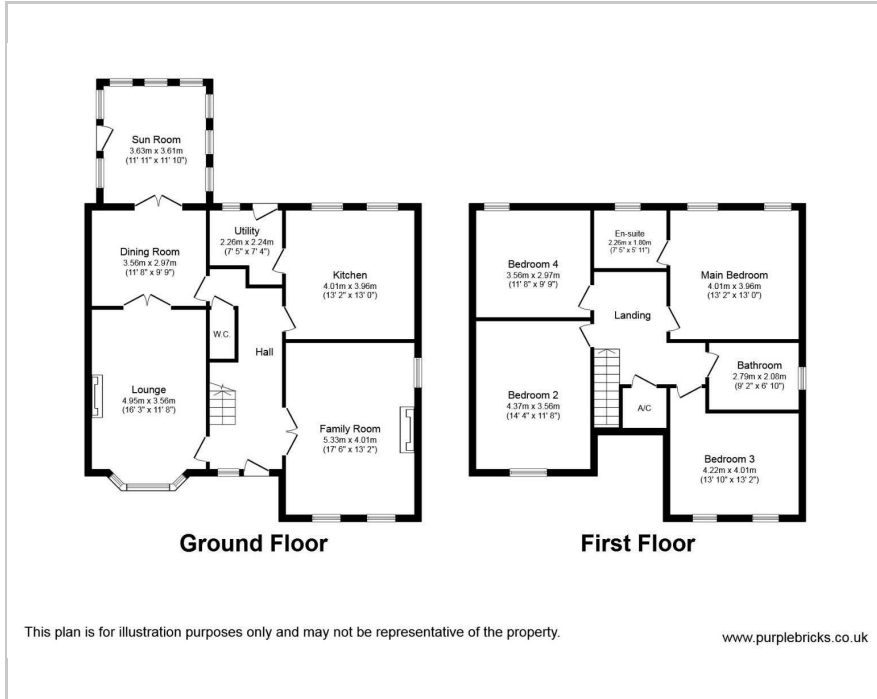 Sun Room
3.63m x 3.61m
(11' 11" x 11' 10")
Utility
2.26m x 2.24m
(7' 5" x 7' 4")
Dining Room
3.56m x 2.97m
(11' 8" x 9' 9")
Kitchen
4.01m x 3.96m
(13' 2" x 13' 0")
W.C.
Hall
Lounge
4.95m x 3.56m
(16' 3" x 11' 8")
Family Room
5.33m x 4.01m
(17' 6" x 13' 2")
Ground Floor
En-suite
2.26m x 1.80m
(7' 5" x 5' 11")
Bedroom 4
3.56m x 2.97m
(11' 8" x 9' 9")
Main Bedroom
4.01m x 3.96m
(13' 2" x 13' 0")
Landing
Bathroom
2.79m x 2.08m
(9' 2" x 6' 10")
Bedroom 2
4.37m x 3.56m
(14' 4" x 11' 8")
A/C
Bedroom 3
4.22m x 4.01m
(13' 10" x 13' 2")
First Floor
This plan is for illustration purposes only and may not be representative of the property.
www.purplebricks.co.uk